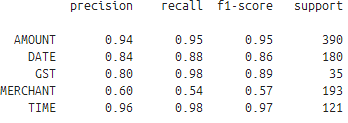 precision recall f1-score support
AMOUNT 0.94 0.95 0.95 390
DATE 0.84 0.88 0.86 180
GST 0.80 0.98 0.89 35
MERCHANT 0.60 0.54 0.57 193
TIME 0.96 0.98 0.97 121